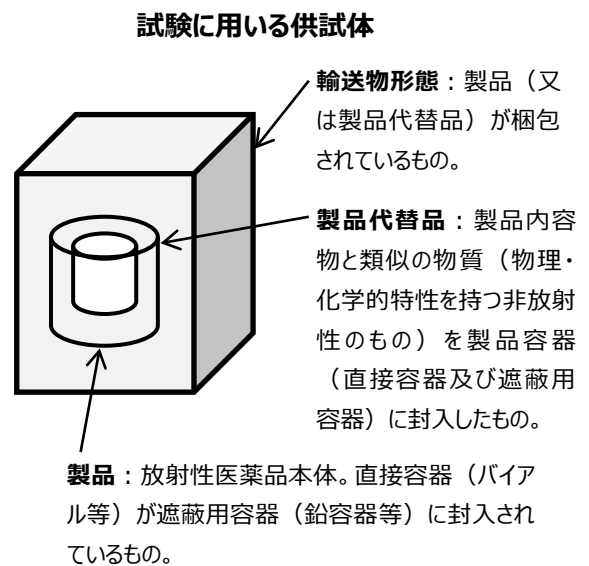 試験に用いる供試体
輸送物形態：製品（又
は製品代替品）が梱包
されているもの。
製品代替品：製品内容
物と類似の物質（物理・
化学的特性を持つ非放射
性のもの）を製品容器
（直接容器及び遮蔽用
容器）に封入したもの。
製品：放射性医薬品本体。直接容器（バイア
ル等）が遮蔽用容器（鉛容器等）に封入され
ているもの。